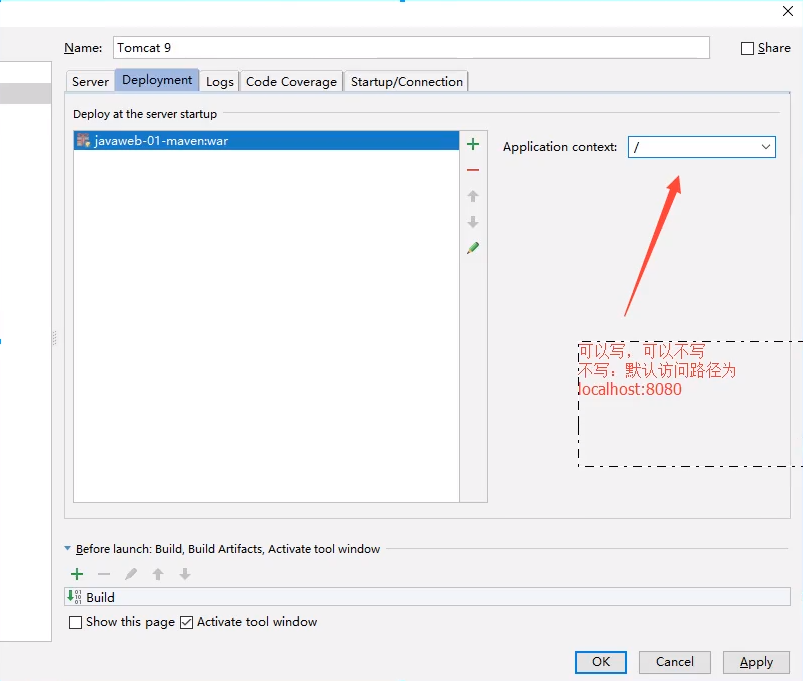 Name: Tomcat 9 Share
Server Deployment Logs Code Coverage Startup/Connection
Deploy at the server startup
javaweb-01-maven:war
Application context: /
可以写，可以不写
不写：默认访问路径为
localhost:8080
Before launch: Build, Build Artifacts, Activate tool window
Build
Show this page Activate tool window
OK Cancel Apply